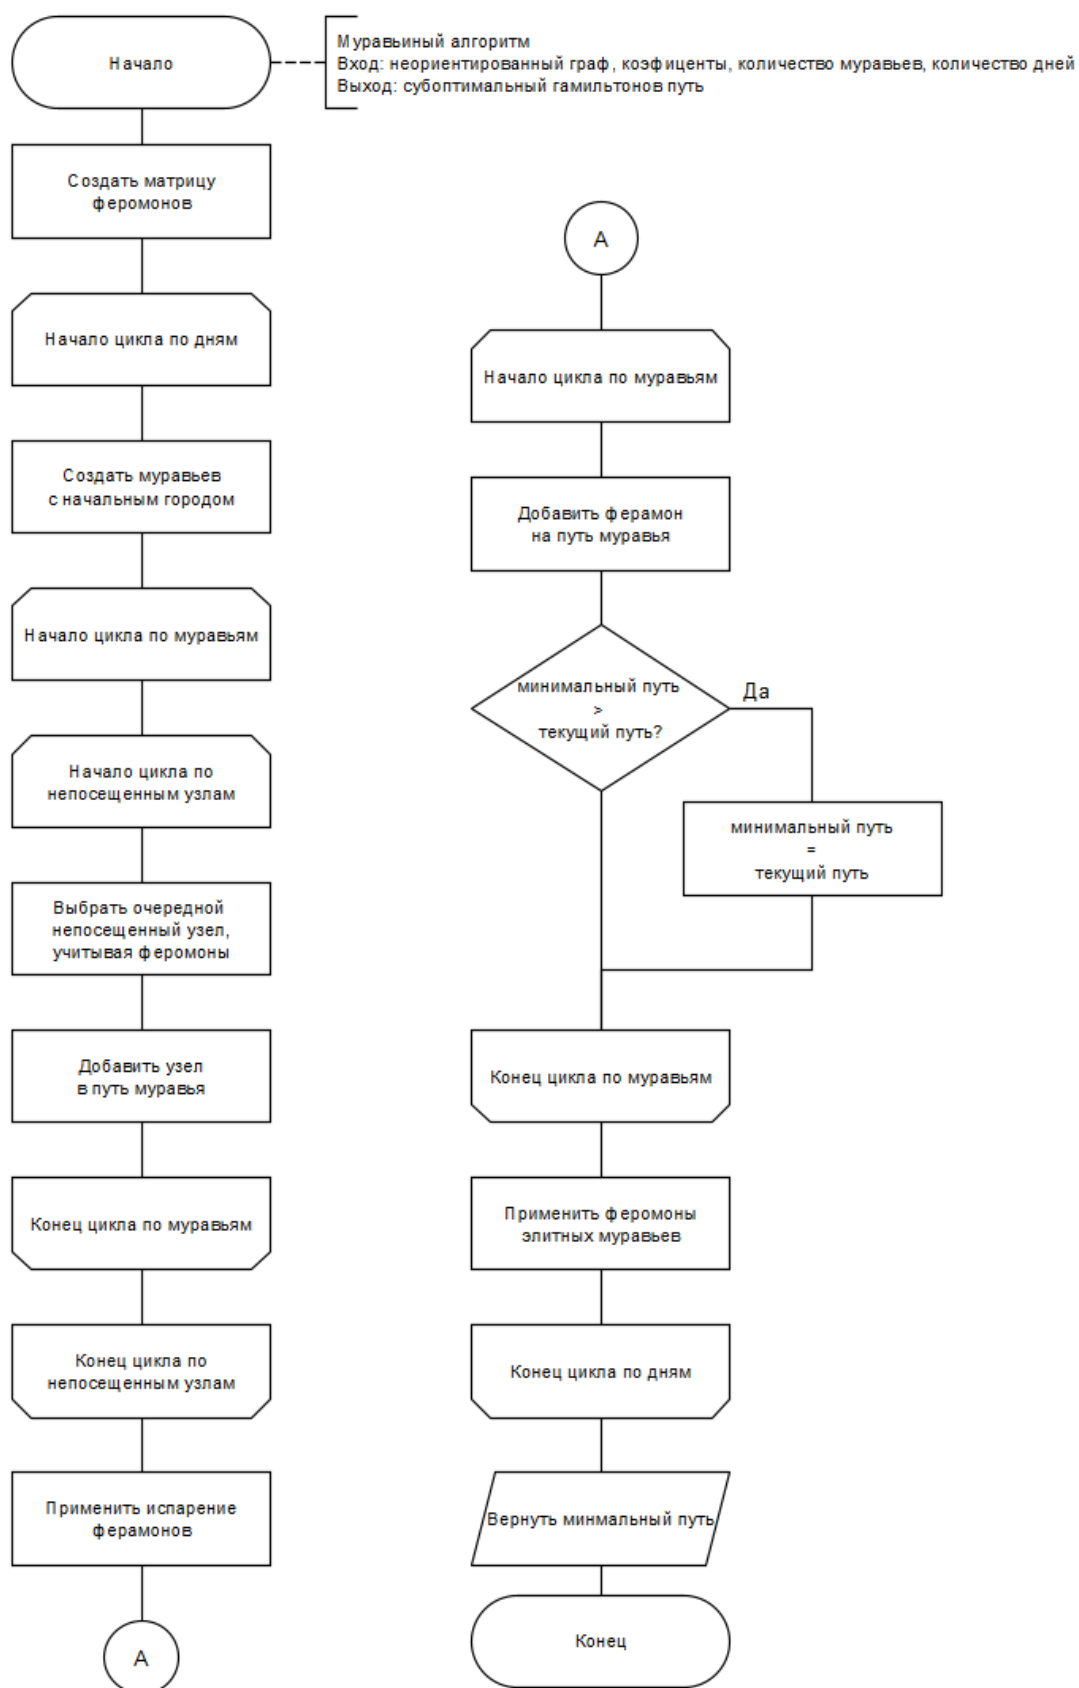 Начало
Муравьиный алгоритм
Вход: неориентированный граф, коэфиценты, количество муравьев, количество дней
Выход: субоптимальный гамильтонов путь
Создать матрицу
феромонов
Начало цикла по дням
Создать муравьев
с начальным городом
Начало цикла по муравьям
Начало цикла по
непосещенным узлам
Выбрать очередной
непосещенный узел,
учитывая феромоны
Добавить узел
в путь муравья
Конец цикла по муравьям
Конец цикла по
непосещенным узлам
Применить испарение
ферамонов
А
А
Начало цикла по муравьям
Добавить ферамон
на путь муравья
минимальный путь
>
текущий путь?
Да
минимальный путь
=
текущий путь
Конец цикла по муравьям
Применить феромоны
элитных муравьев
Конец цикла по дням
Вернуть минмальный путь
Конец